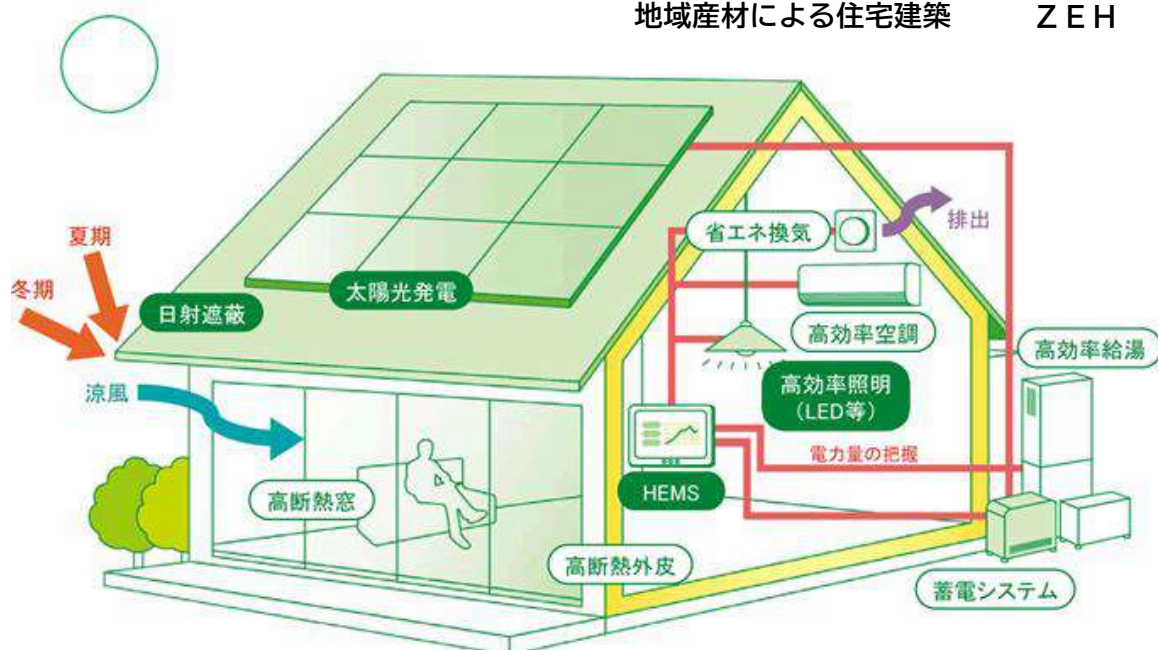 地域産材による住宅建築　　ＺＥＨ
夏期
冬期
日射遮蔽
太陽光発電
省エネ換気
排出
高効率空調
高効率給湯
涼風
高効率照明
（LED等）
電力量の把握
HEMS
高断熱窓
高断熱外皮
蓄電システム